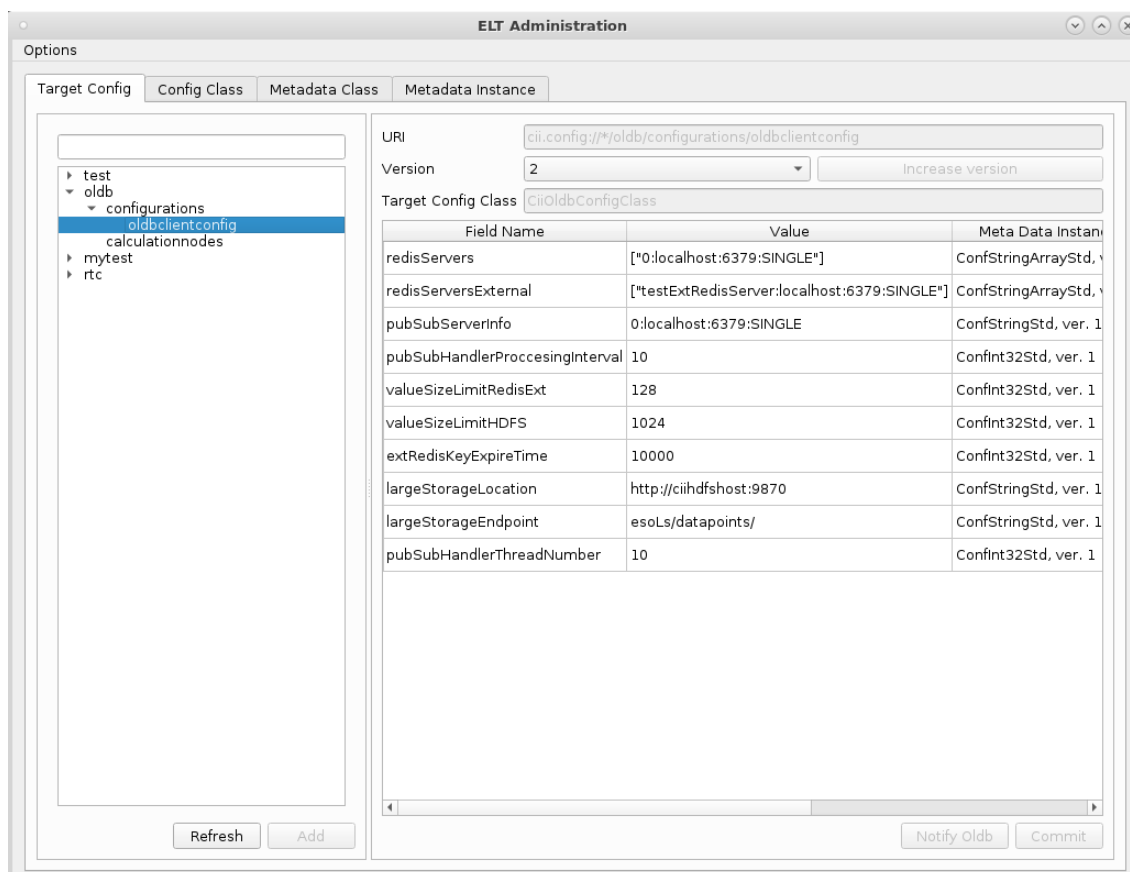 ELT Administration
Options
Target Config Config Class Metadata Class Metadata Instance
test
oldb
configurations
oldbclientconfig
calculationnodes
mytest
rtc
Refresh Add
URI cii.config://*/oldb/configurations/oldbclientconfig
Version 2 Increase version
Target Config Class CiiOldbConfigClass
Field Name Value Meta Data Instan
redisServers ["0:localhost:6379:SINGLE"] ConfStringArrayStd,
redisServersExternal ["testExtRedisServer:localhost:6379:SINGLE"] ConfStringArrayStd,
pubSubServerInfo 0:localhost:6379:SINGLE ConfStringStd, ver. 1
pubSubHandlerProccesingInterval 10 ConfInt32Std, ver. 1
valueSizeLimitRedisExt 128 ConfInt32Std, ver. 1
valueSizeLimitHDFS 1024 ConfInt32Std, ver. 1
extRedisKeyExpireTime 10000 ConfInt32Std, ver. 1
largeStorageLocation http://ciihdfshost:9870 ConfStringStd, ver. 1
largeStorageEndpoint esoLs/datapoints/ ConfStringStd, ver. 1
pubSubHandlerThreadNumber 10 ConfInt32Std, ver. 1
Notify Oldb Commit